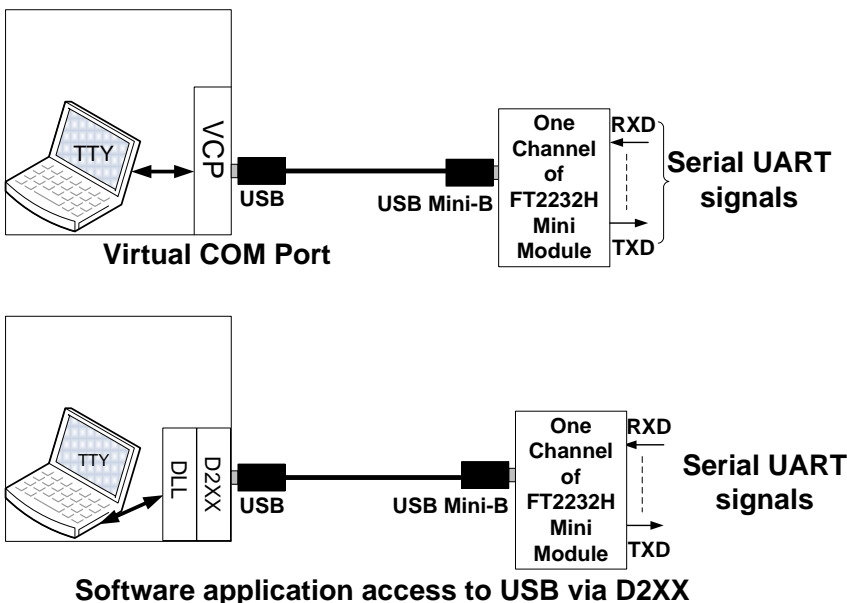 TTY
VCP
USB
USB Mini-B
One
Channel
of
FT2232H
Mini
Module
RXD
TXD
Serial UART
signals
Virtual COM Port
TTY
DLL
D2XX
USB
USB Mini-B
One
Channel
of
FT2232H
Mini
Module
RXD
TXD
Serial UART
signals
Software application access to USB via D2XX